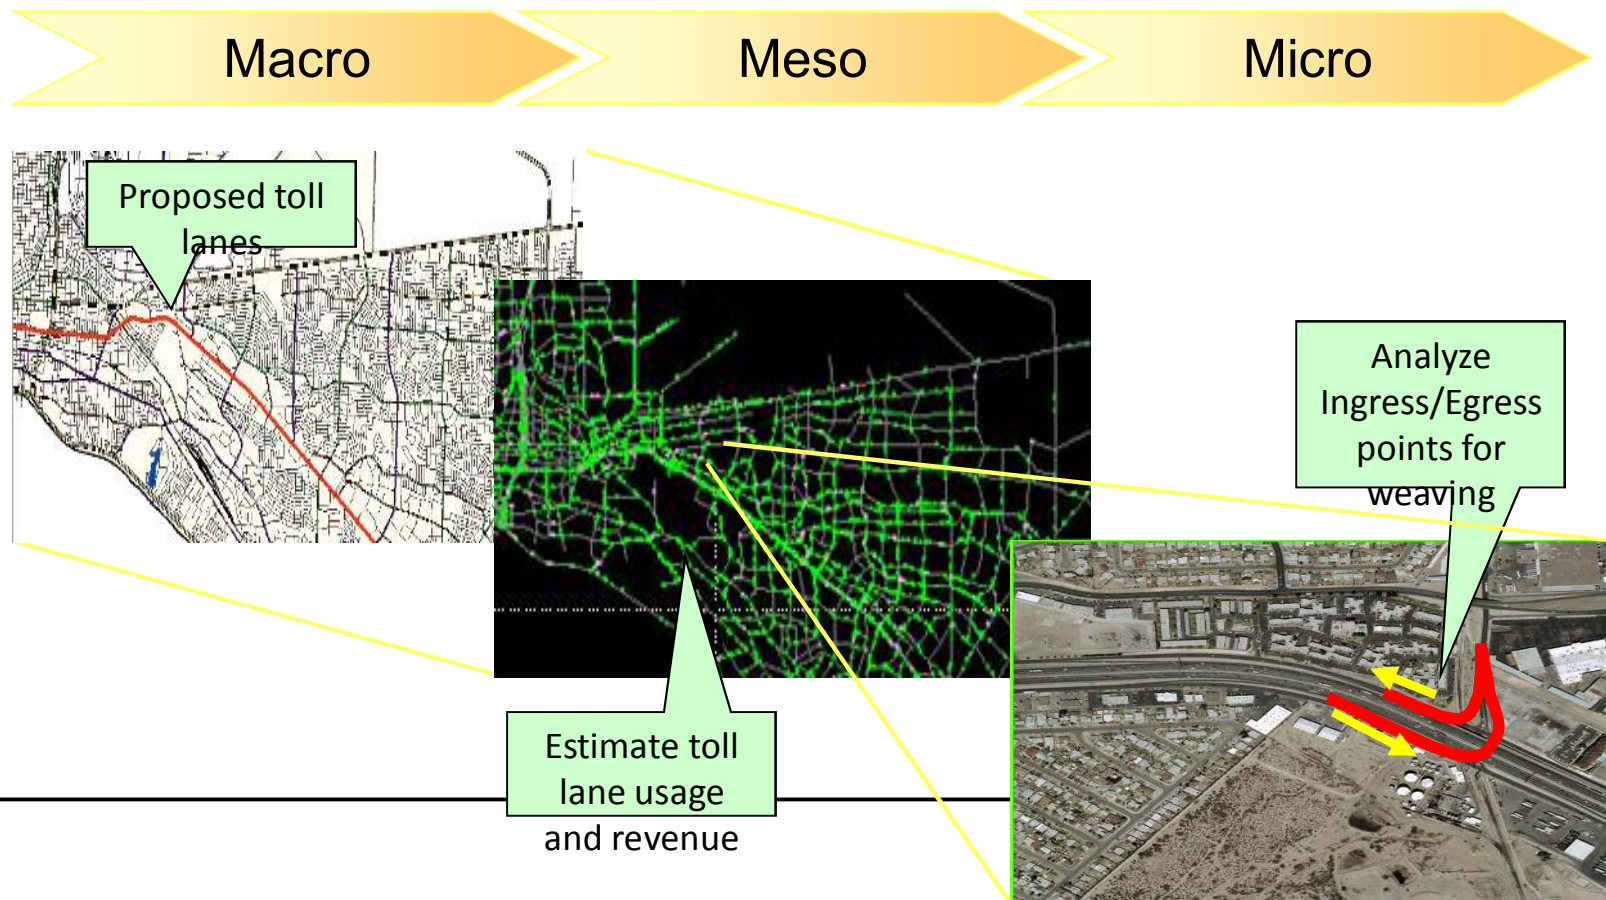 Macro
Meso
Micro
Proposed toll
lanes
Analyze
Ingress/Egress
points for
weaving
Estimate toll
lane usage
and revenue